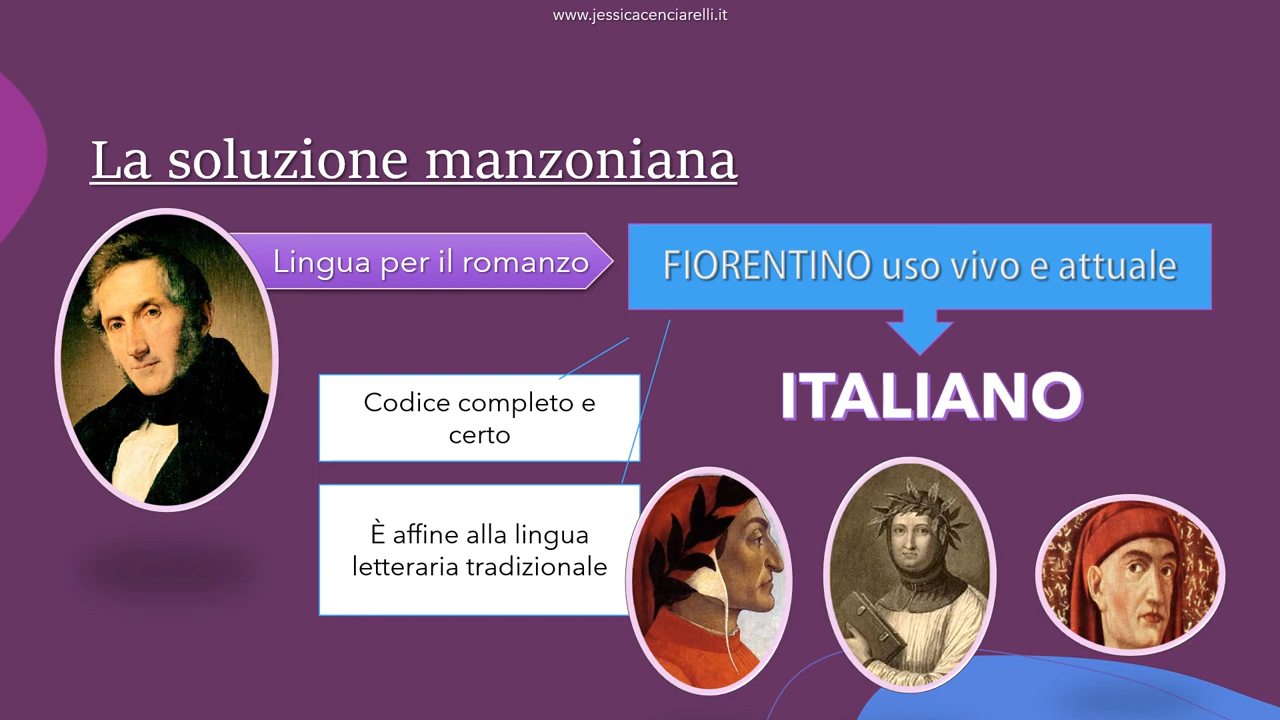 www.jessicacenciarelli.it
La soluzione manzoniana
Lingua per il romanzo
FIORENTINO uso vivo e attuale
ITALIANO
Codice completo e
certo
È affine alla lingua
letteraria tradizionale